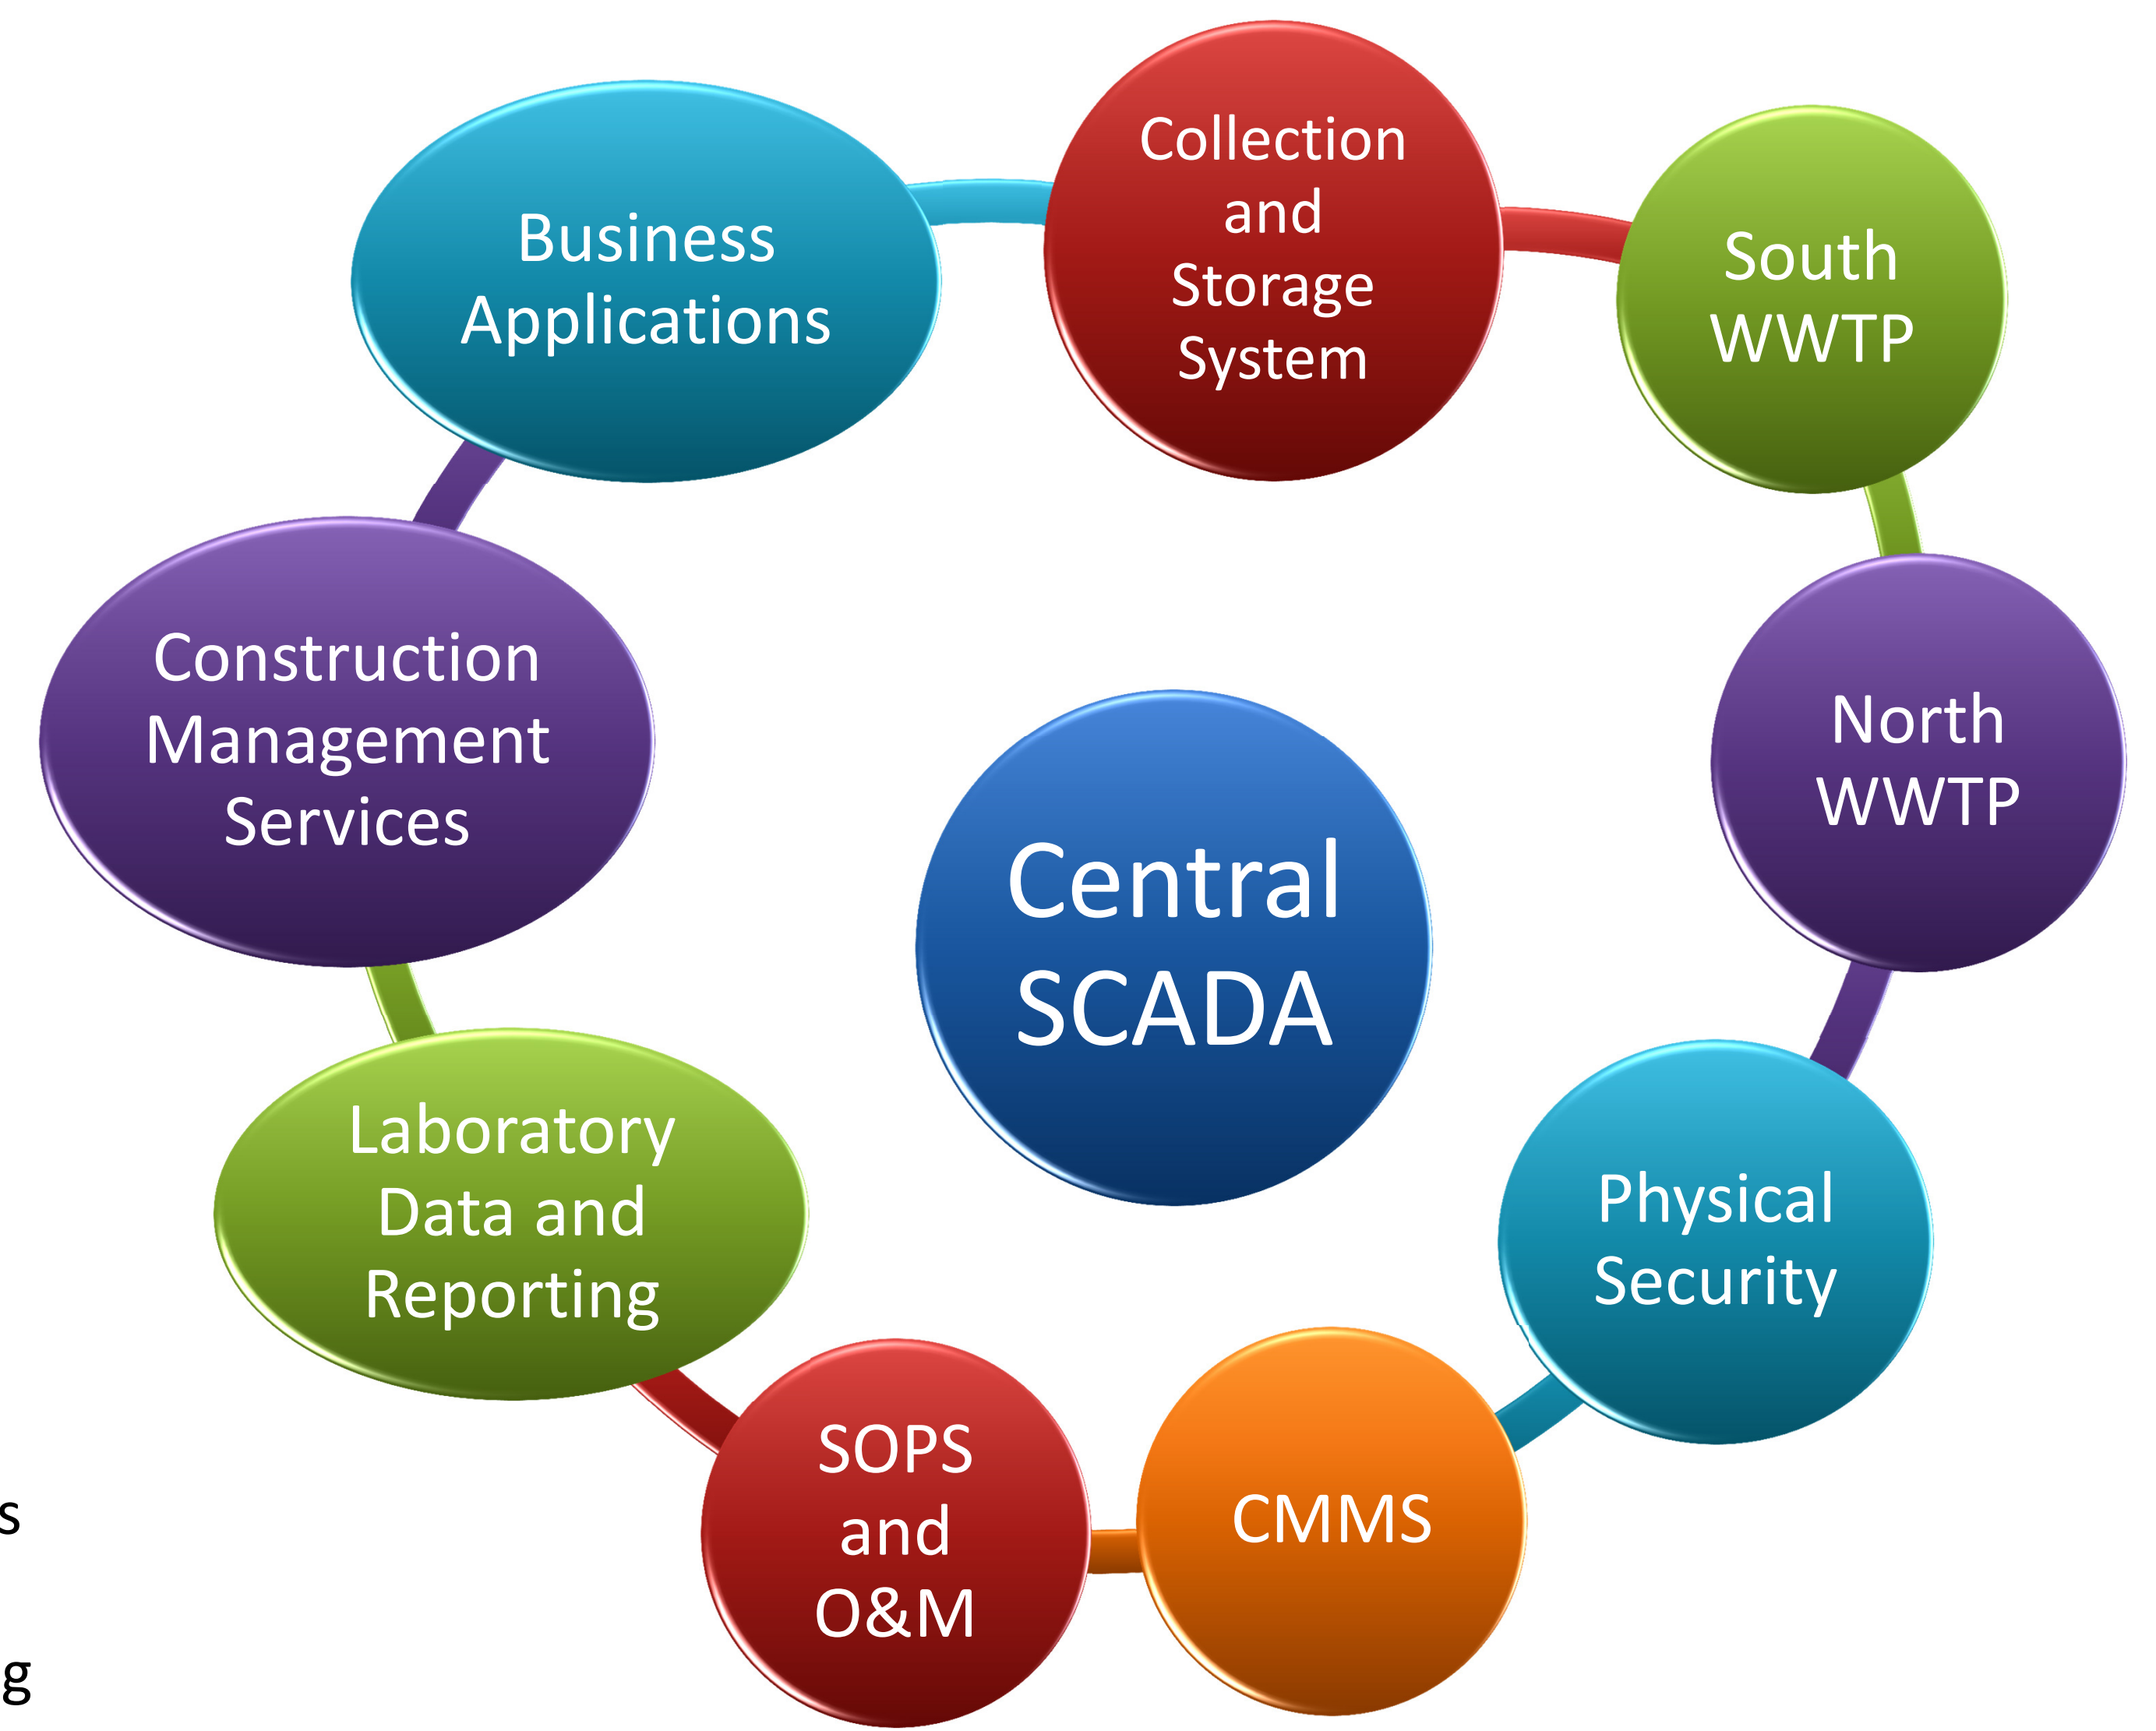 Collection
and
Storage
System
South
WWTP
North
WWTP
Physical
Security
CMMS
SOPS
and
O&M
Laboratory
Data and
Reporting
Construction
Management
Services
Business
Applications
Central
SCADA
s
g